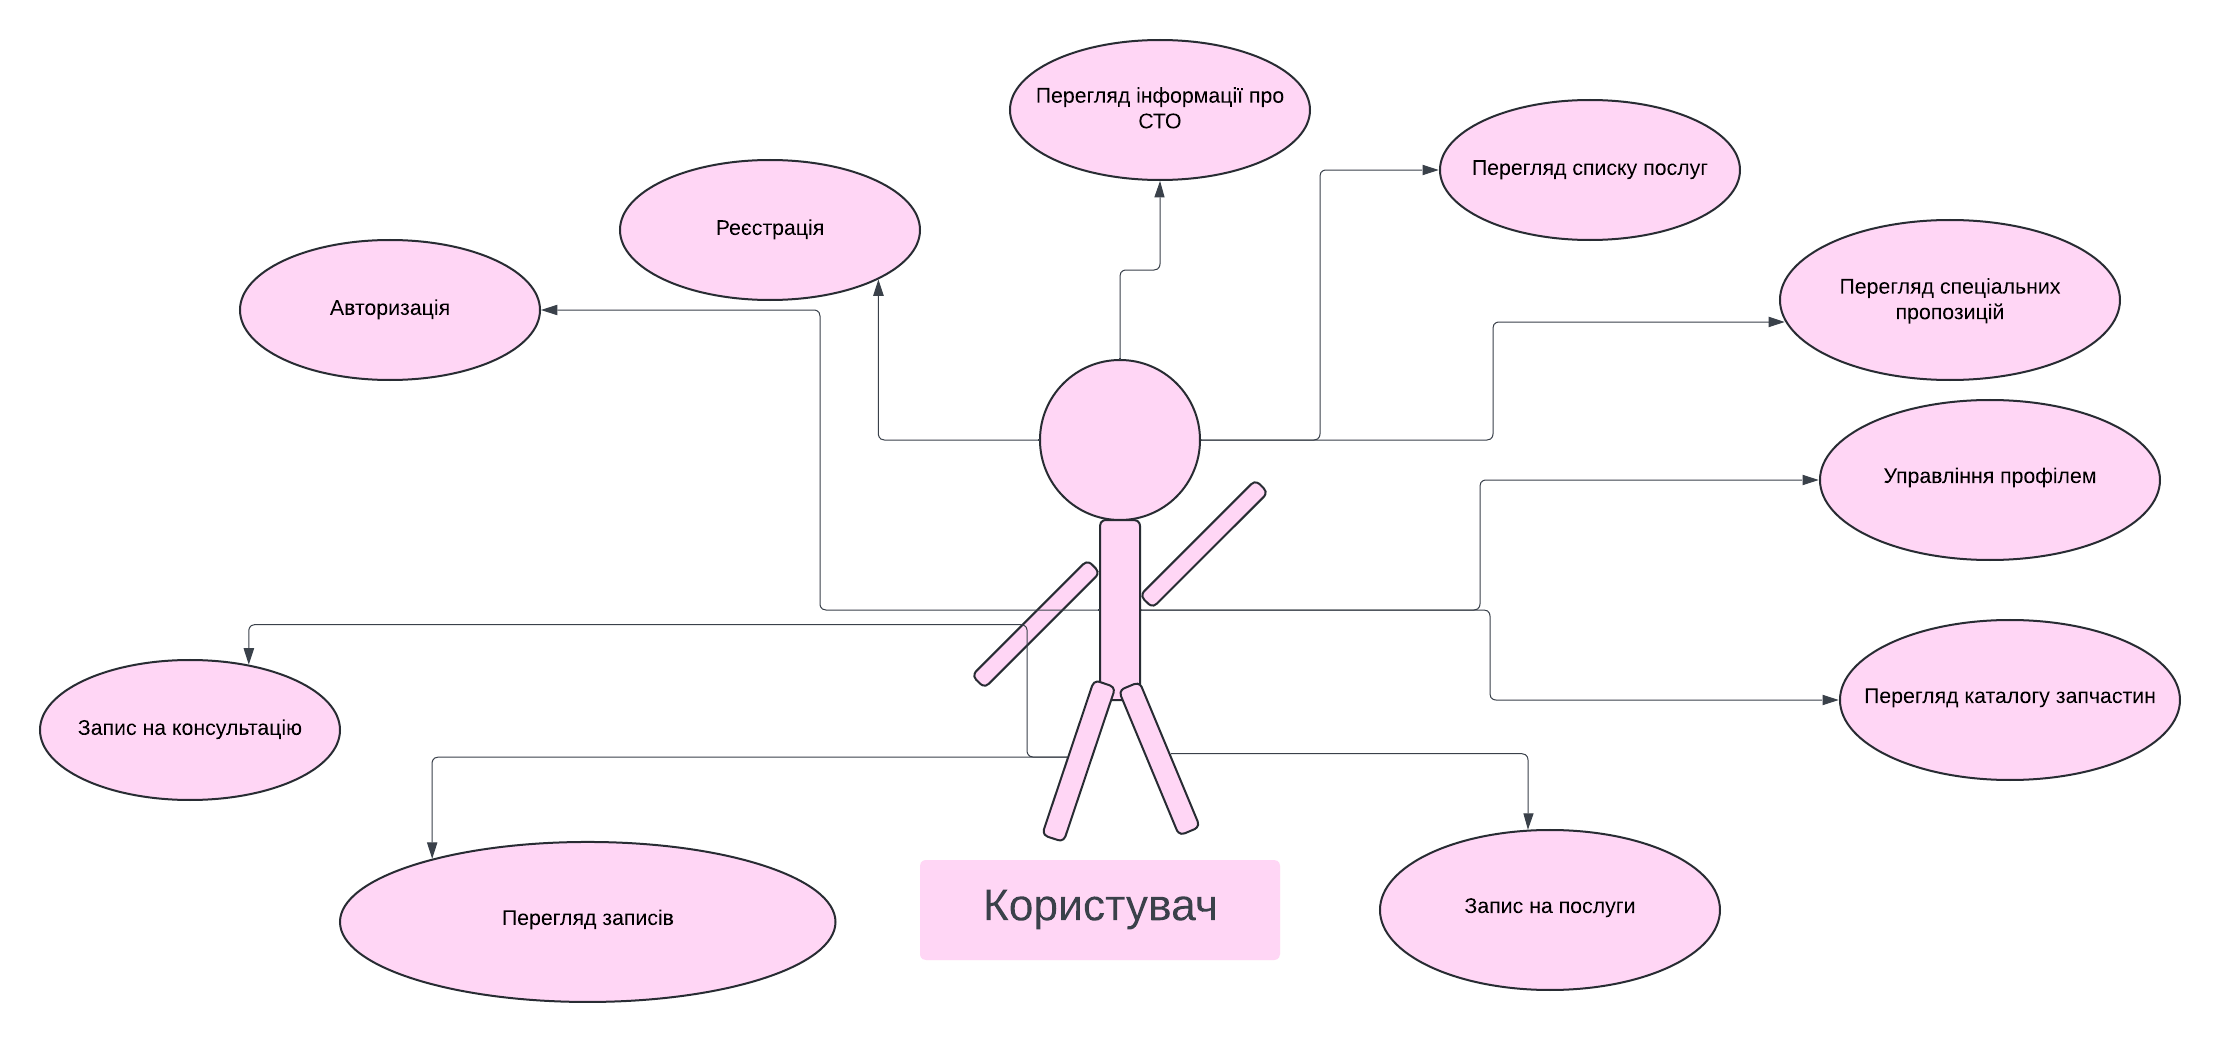 Перегляд інформації про
СТО
Перегляд списку послуг
Реєстрація
Авторизація
Перегляд спеціальних
пропозицій
Управління профілем
Перегляд каталогу запчастин
Запис на консультацію
Перегляд записів
Користувач
Запис на послуги